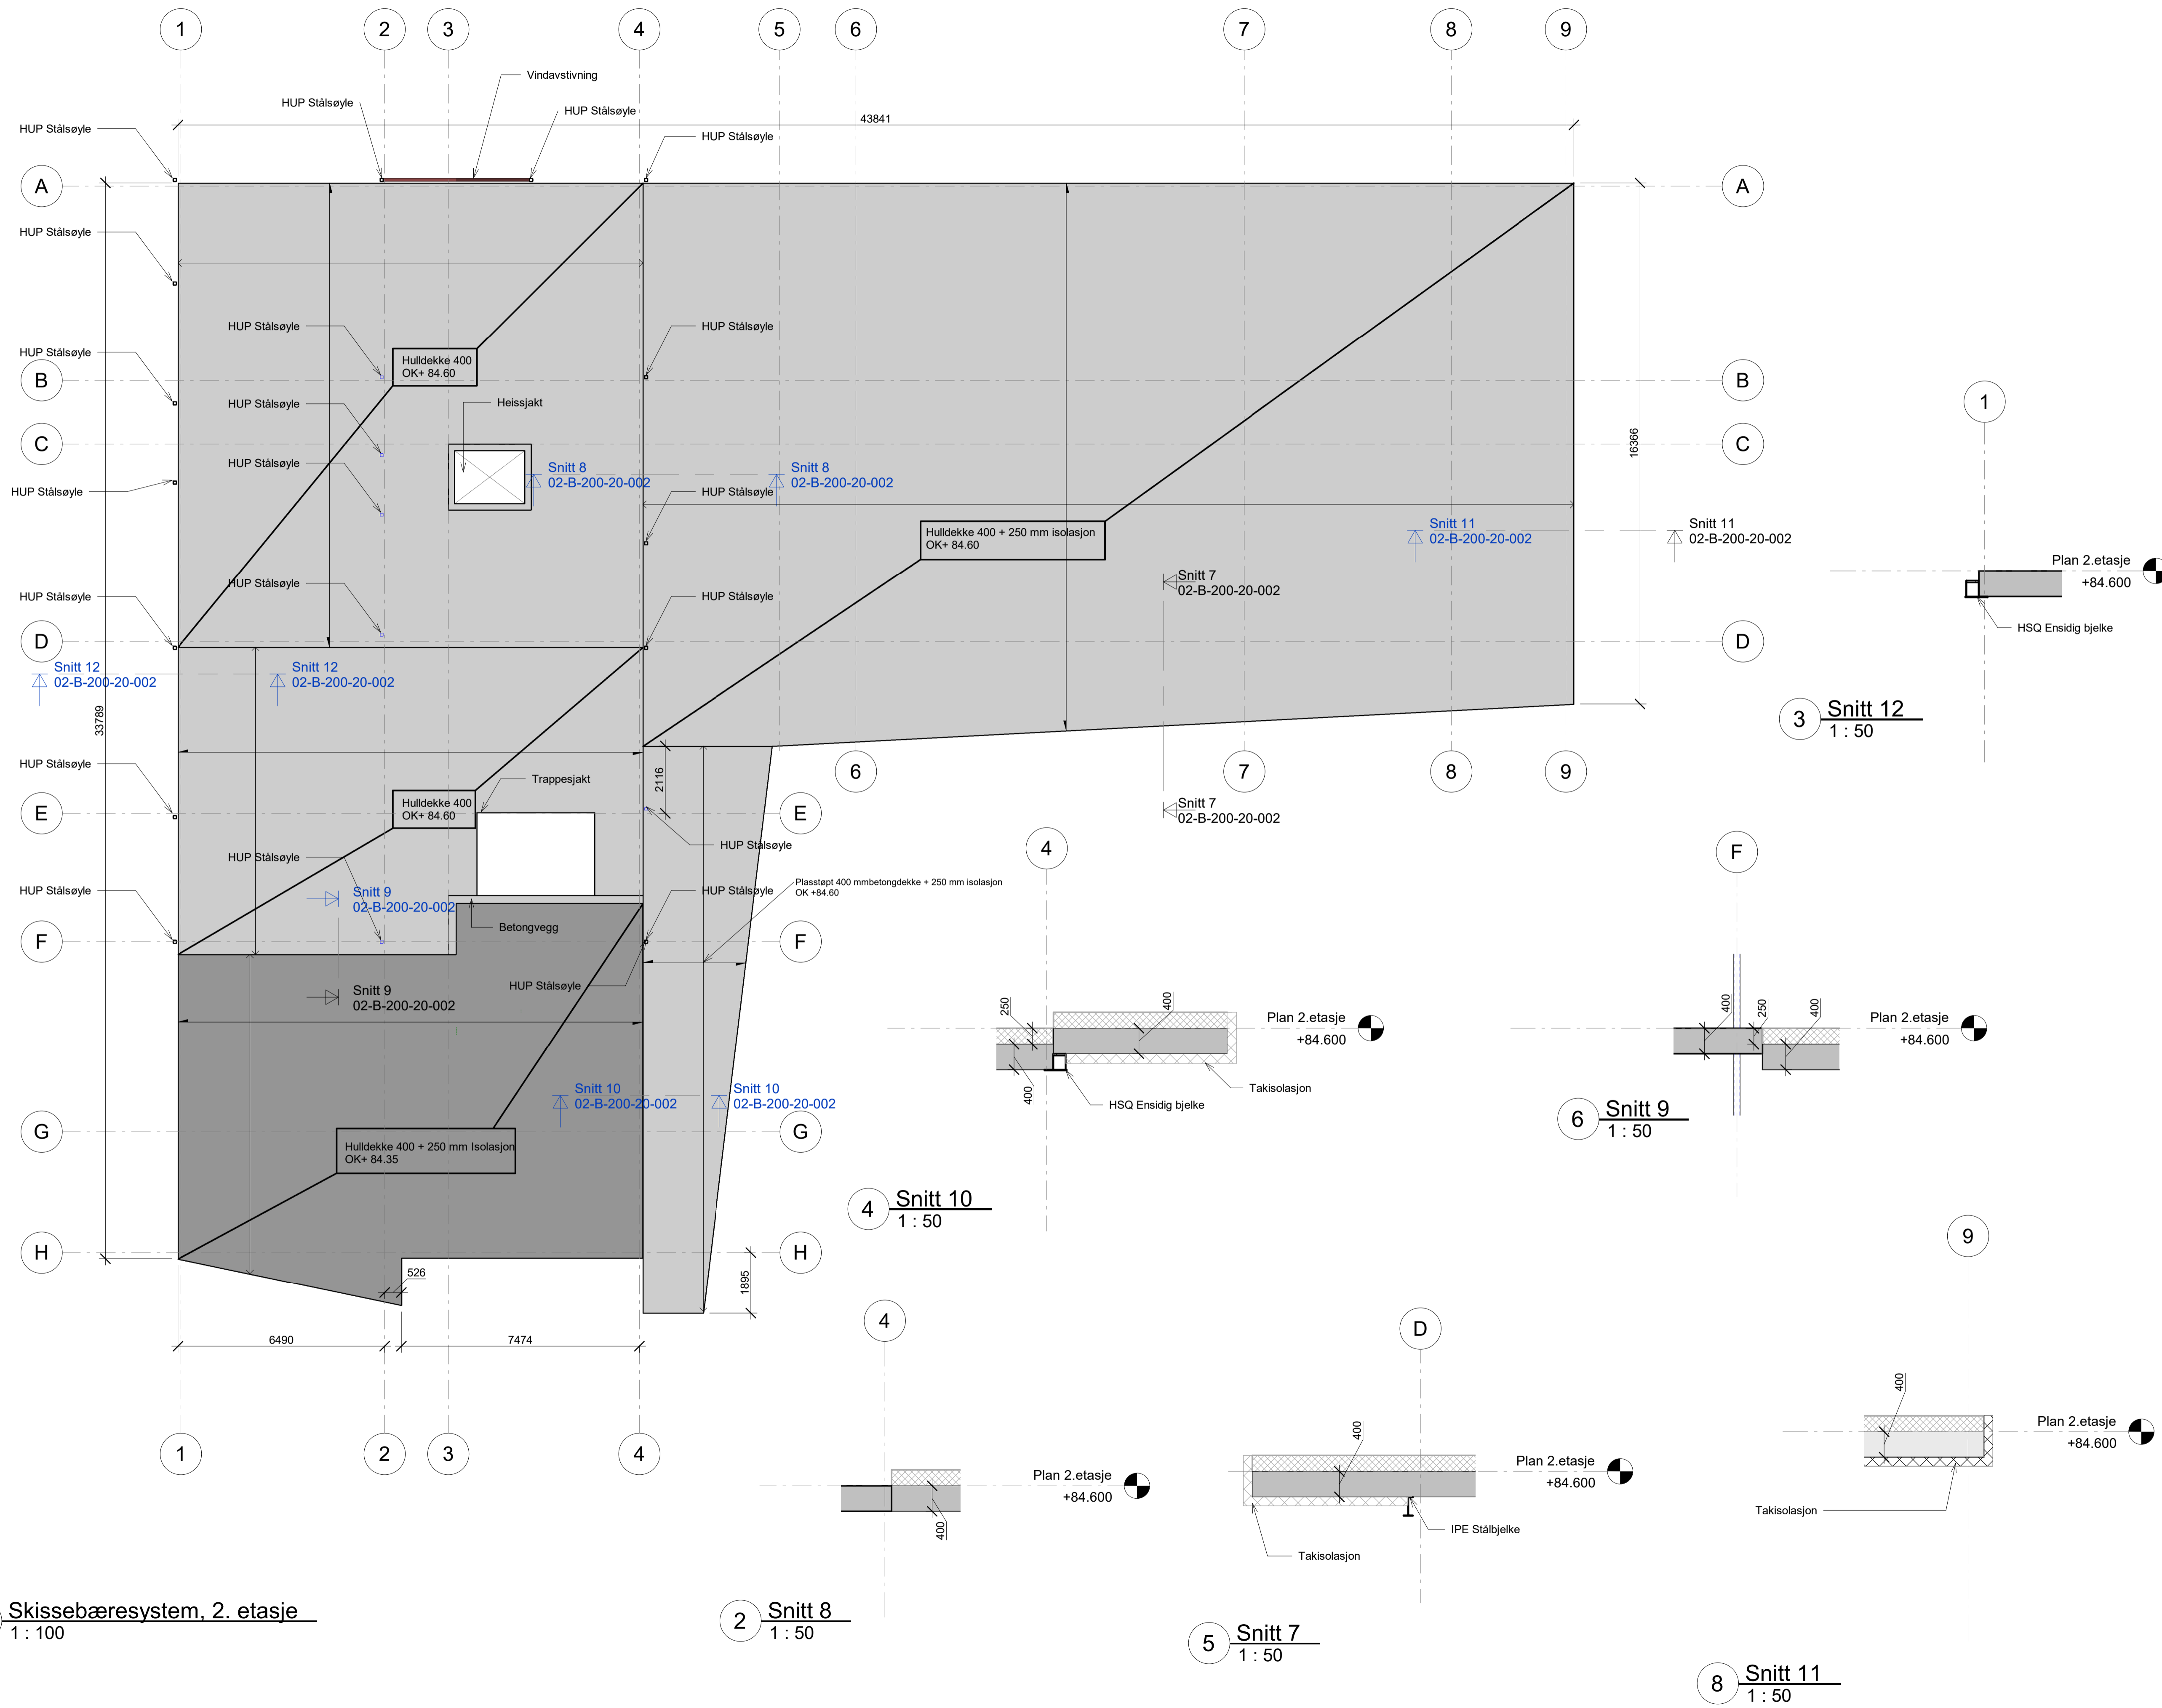 1
2
3
4
5
6
7
8
9
Vindavstivning
HUP Stålsøyle
HUP Stålsøyle
HUP Stålsøyle
HUP Stålsøyle
43841
A
A
HUP Stålsøyle
HUP Stålsøyle
HUP Stålsøyle
HUP Stålsøyle
Hulldekke 400
OK+ 84.60
B
B
HUP Stålsøyle
Heissjakt
C
C
16366
HUP Stålsøyle
Snitt 8
02-B-200-20-002
Snitt 8
02-B-200-20-002
HUP Stålsøyle
HUP Stålsøyle
Hulldekke 400 + 250 mm isolasjon
OK+ 84.60
Snitt 11
02-B-200-20-002
Snitt 11
02-B-200-20-002
Snitt 7
02-B-200-20-002
HUP Stålsøyle
HUP Stålsøyle
HUP Stålsøyle
D
D
Snitt 12
02-B-200-20-002
Snitt 12
02-B-200-20-002
33789
HUP Stålsøyle
Trappesjakt
2116
6
7
8
9
Hulldekke 400
OK+ 84.60
E
E
Snitt 7
02-B-200-20-002
HUP Stålsøyle
HUP Stålsøyle
HUP Stålsøyle
Snitt 9
02-B-200-20-002
HUP Stålsøyle
Plasstøpt 400 mmbetongdekke + 250 mm isolasjon
OK +84.60
Betongvegg
F
F
HUP Stålsøyle
Snitt 9
02-B-200-20-002
Snitt 10
02-B-200-20-002
Snitt 10
02-B-200-20-002
G
G
Hulldekke 400 + 250 mm Isolasjon
OK+ 84.35
H
H
526
1895
6490
7474
1
2
3
4
Skissebæresystem, 2. etasje
1 : 100
1
Plan 2.etasje
+84.600
HSQ Ensidig bjelke
3
Snitt 12
1 : 50
4
250
400
400
Plan 2.etasje
+84.600
Takisolasjon
HSQ Ensidig bjelke
4
Snitt 10
1 : 50
F
400
250
400
Plan 2.etasje
+84.600
6
Snitt 9
1 : 50
4
Plan 2.etasje
+84.600
400
2
Snitt 8
1 : 50
D
400
Plan 2.etasje
+84.600
IPE Stålbjelke
Takisolasjon
5
Snitt 7
1 : 50
9
400
Plan 2.etasje
+84.600
Takisolasjon
8
Snitt 11
1 : 50